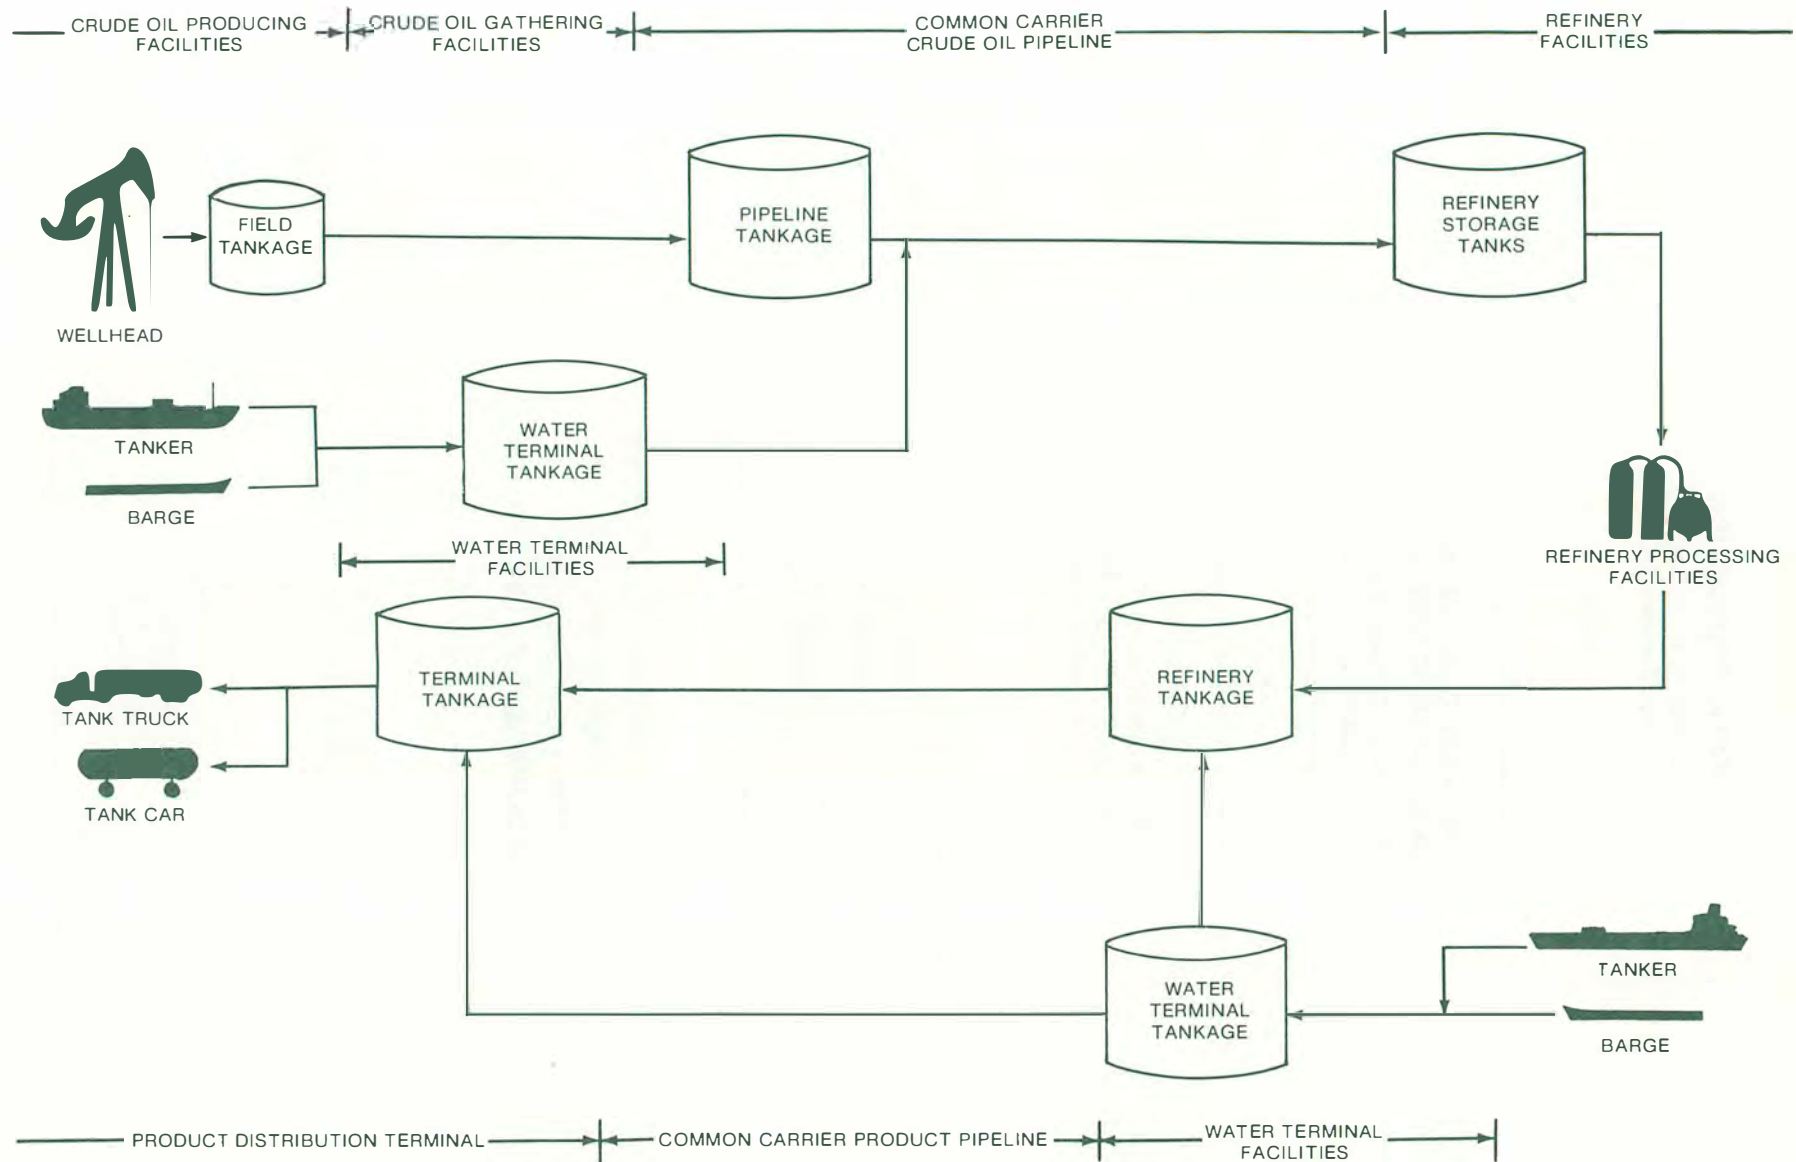 CRUDE OIL PRODUCING
FACILITIES
CRUDE OIL GATHERING
FACILITIES
COMMON CARRIER
CRUDE OIL PIPELINE
REFINERY
FACILITIES
FIELD
TANKAGE
PIPELINE
TANKAGE
REFINERY
STORAGE
TANKS
WELLHEAD
TANKER
BARGE
WATER
TERMINAL
TANKAGE
WATER TERMINAL
FACILITIES
REFINERY PROCESSING
FACILITIES
TERMINAL
TANKAGE
REFINERY
TANKAGE
TANK TRUCK
TANK CAR
WATER
TERMINAL
TANKAGE
TANKER
BARGE
PRODUCT DISTRIBUTION TERMINAL
COMMON CARRIER PRODUCT PIPELINE
WATER TERMINAL
FACILITIES